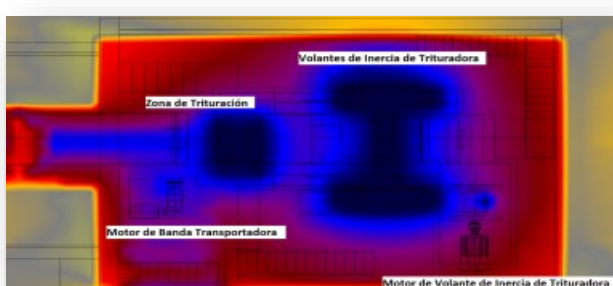 Volantes de Inercia de Trituradora
Zona de Trituración
Motor de Banda Transportadora
Motor de Volante de Inercia de Trituradora